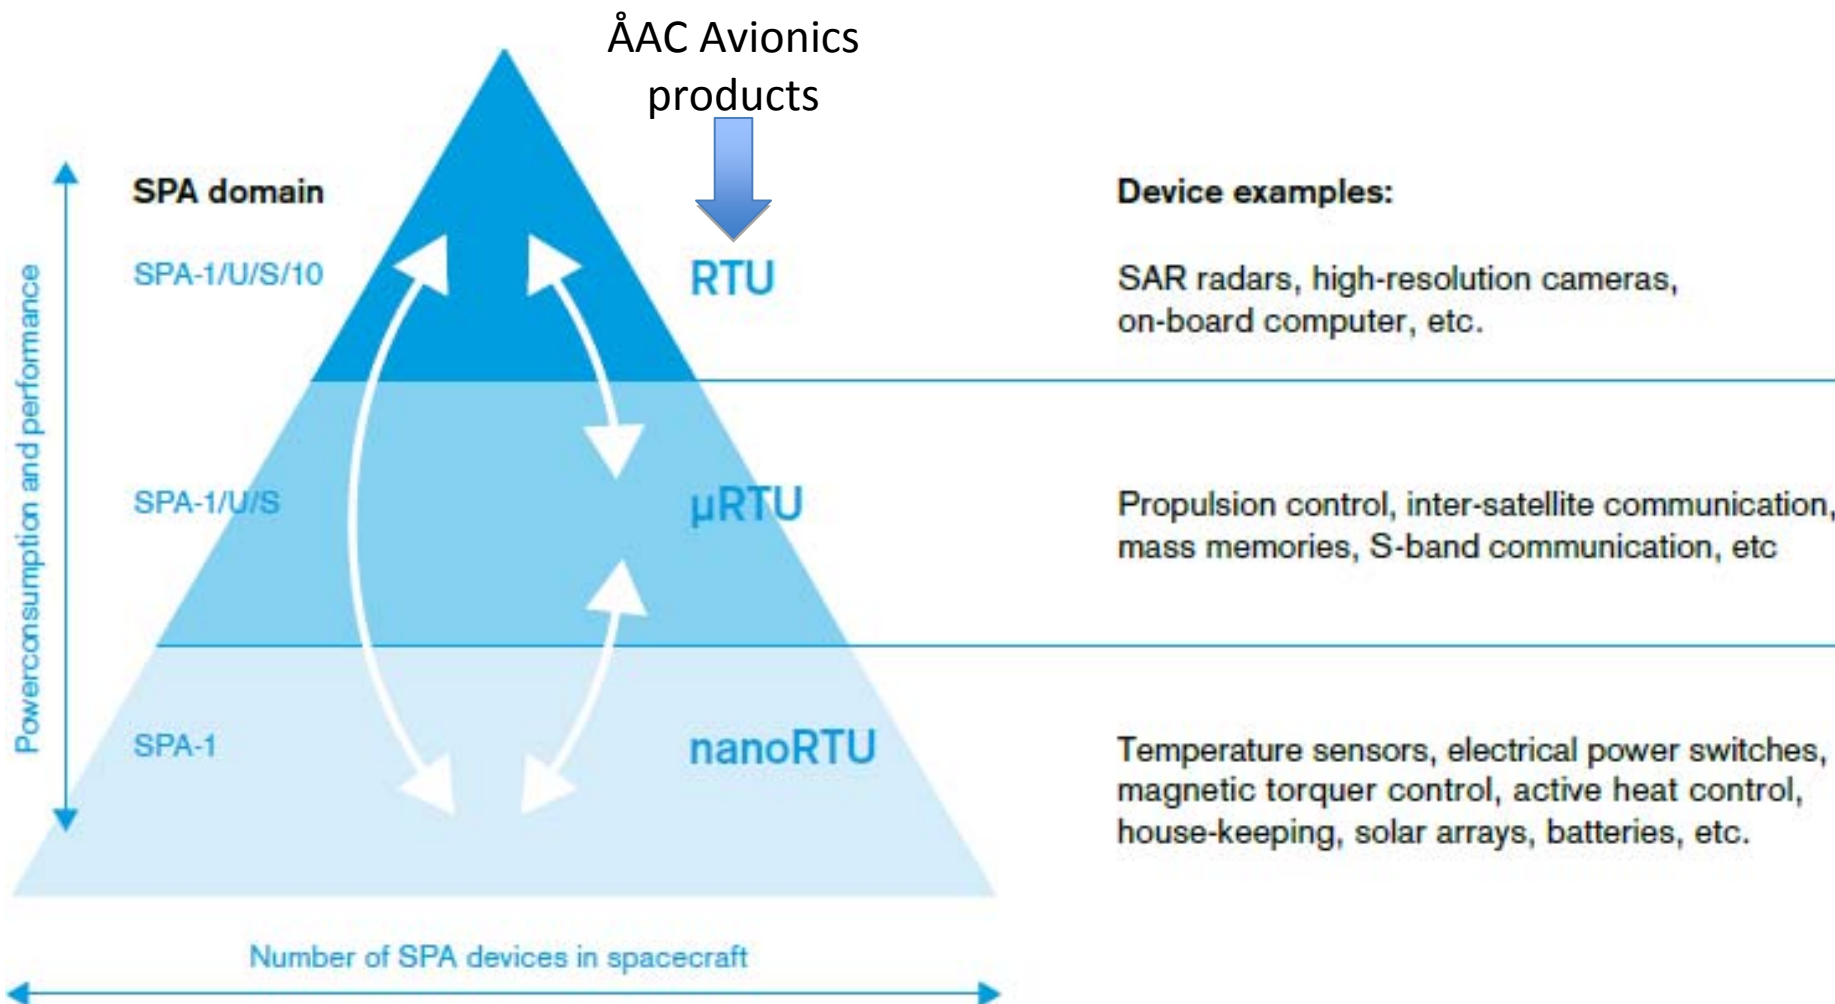 ÅAC Avionics
products
SPA domain
Device examples:
SPA-1/U/S/10
RTU
SAR radars, high-resolution cameras,
on-board computer, etc.
Powerconsumption and perfomance
SPA-1/U/S
µRTU
Propulsion control, inter-satellite communication,
mass memories, S-band communication, etc
SPA-1
nanoRTU
Temperature sensors, electrical power switches,
magnetic torquer control, active heat control,
house-keeping, solar arrays, batteries, etc.
Number of SPA devices in spacecraft